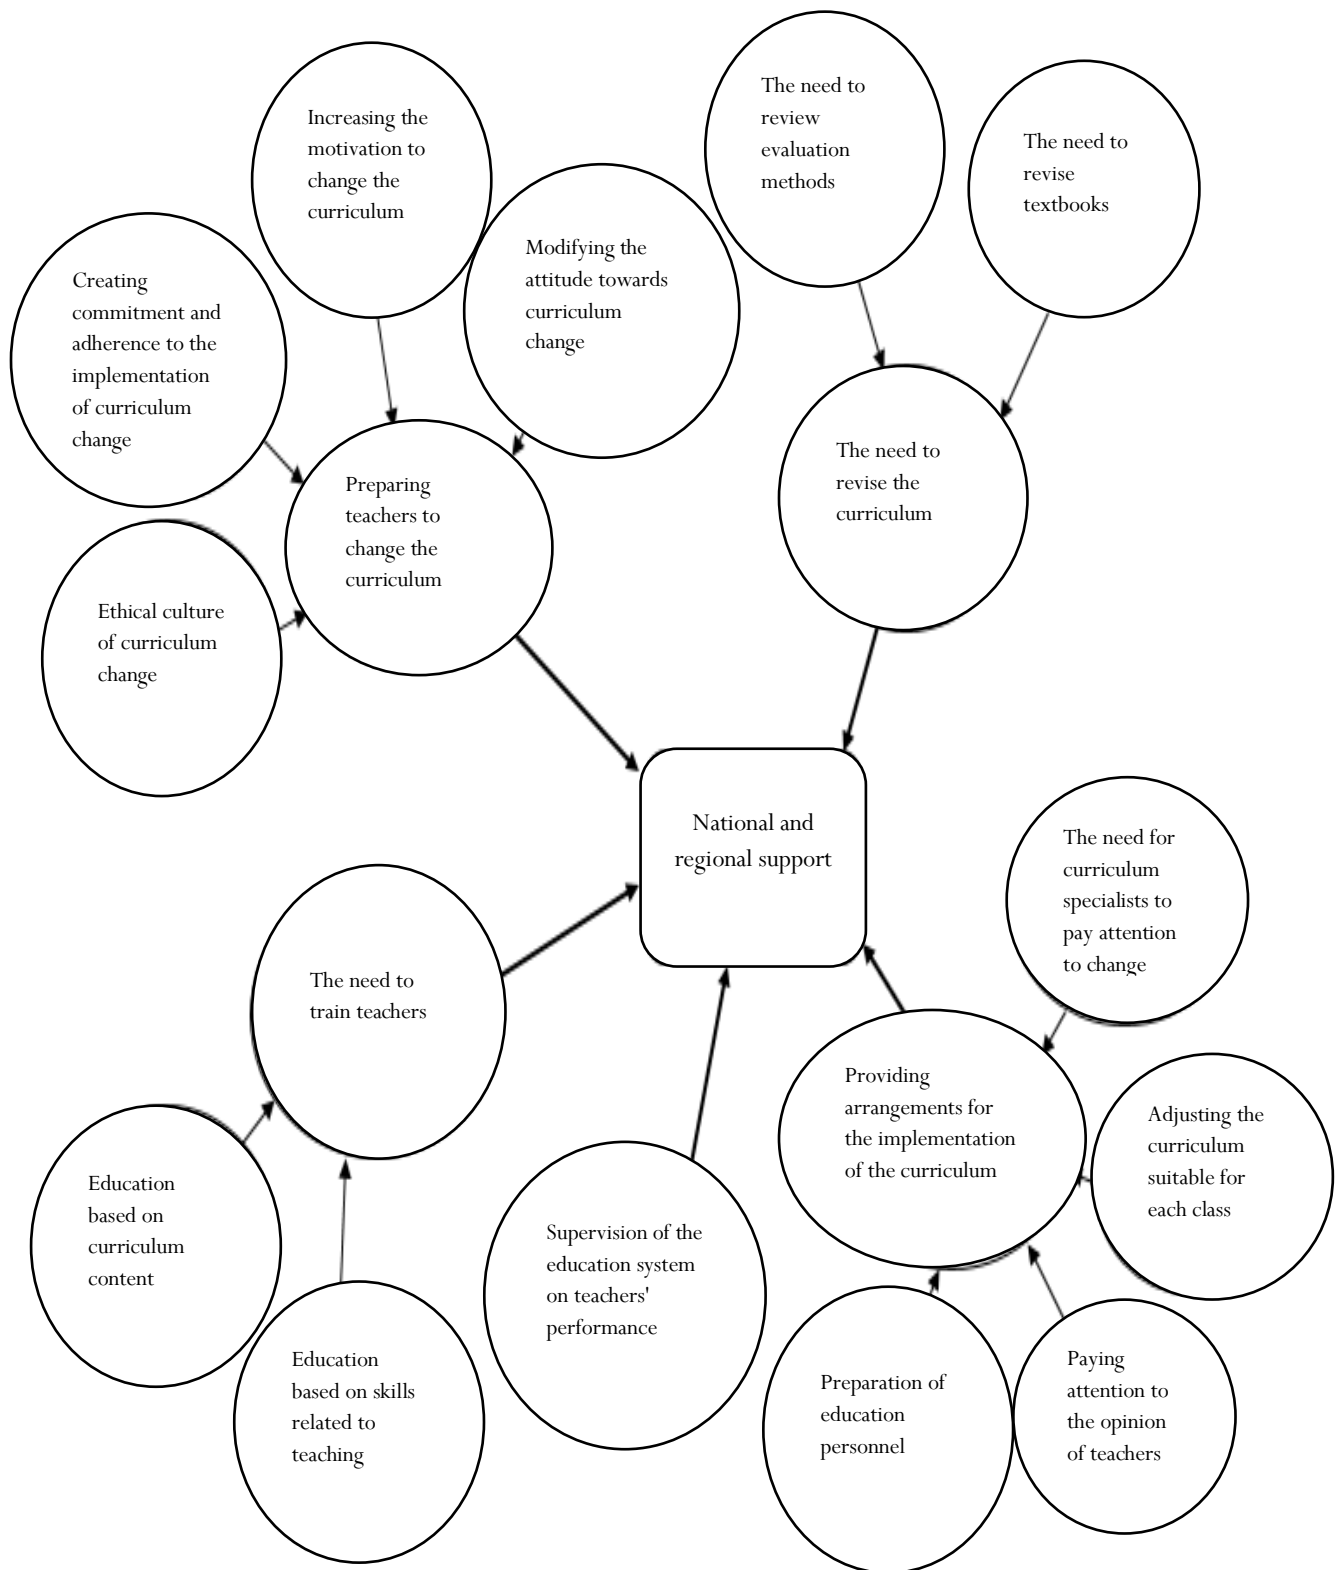 Increasing the
motivation to
change the
curriculum
The need to
review
evaluation
methods
The need to
revise
textbooks
Modifying the
attitude towards
curriculum
change
Creating
commitment and
adherence to the
implementation
of curriculum
change
Preparing
teachers to
change the
curriculum
The need to
revise the
curriculum
Ethical culture
of curriculum
change
National and
regional support
The need for
curriculum
specialists to
pay attention
to change
The need to
train teachers
Providing
arrangements for
the implementation
of the curriculum
Adjusting the
curriculum
suitable for
each class
Education
based on
curriculum
content
Supervision of the
education system
on teachers'
performance
Education
based on skills
related to
teaching
Preparation of
education
personnel
Paying
attention to
the opinion
of teachers